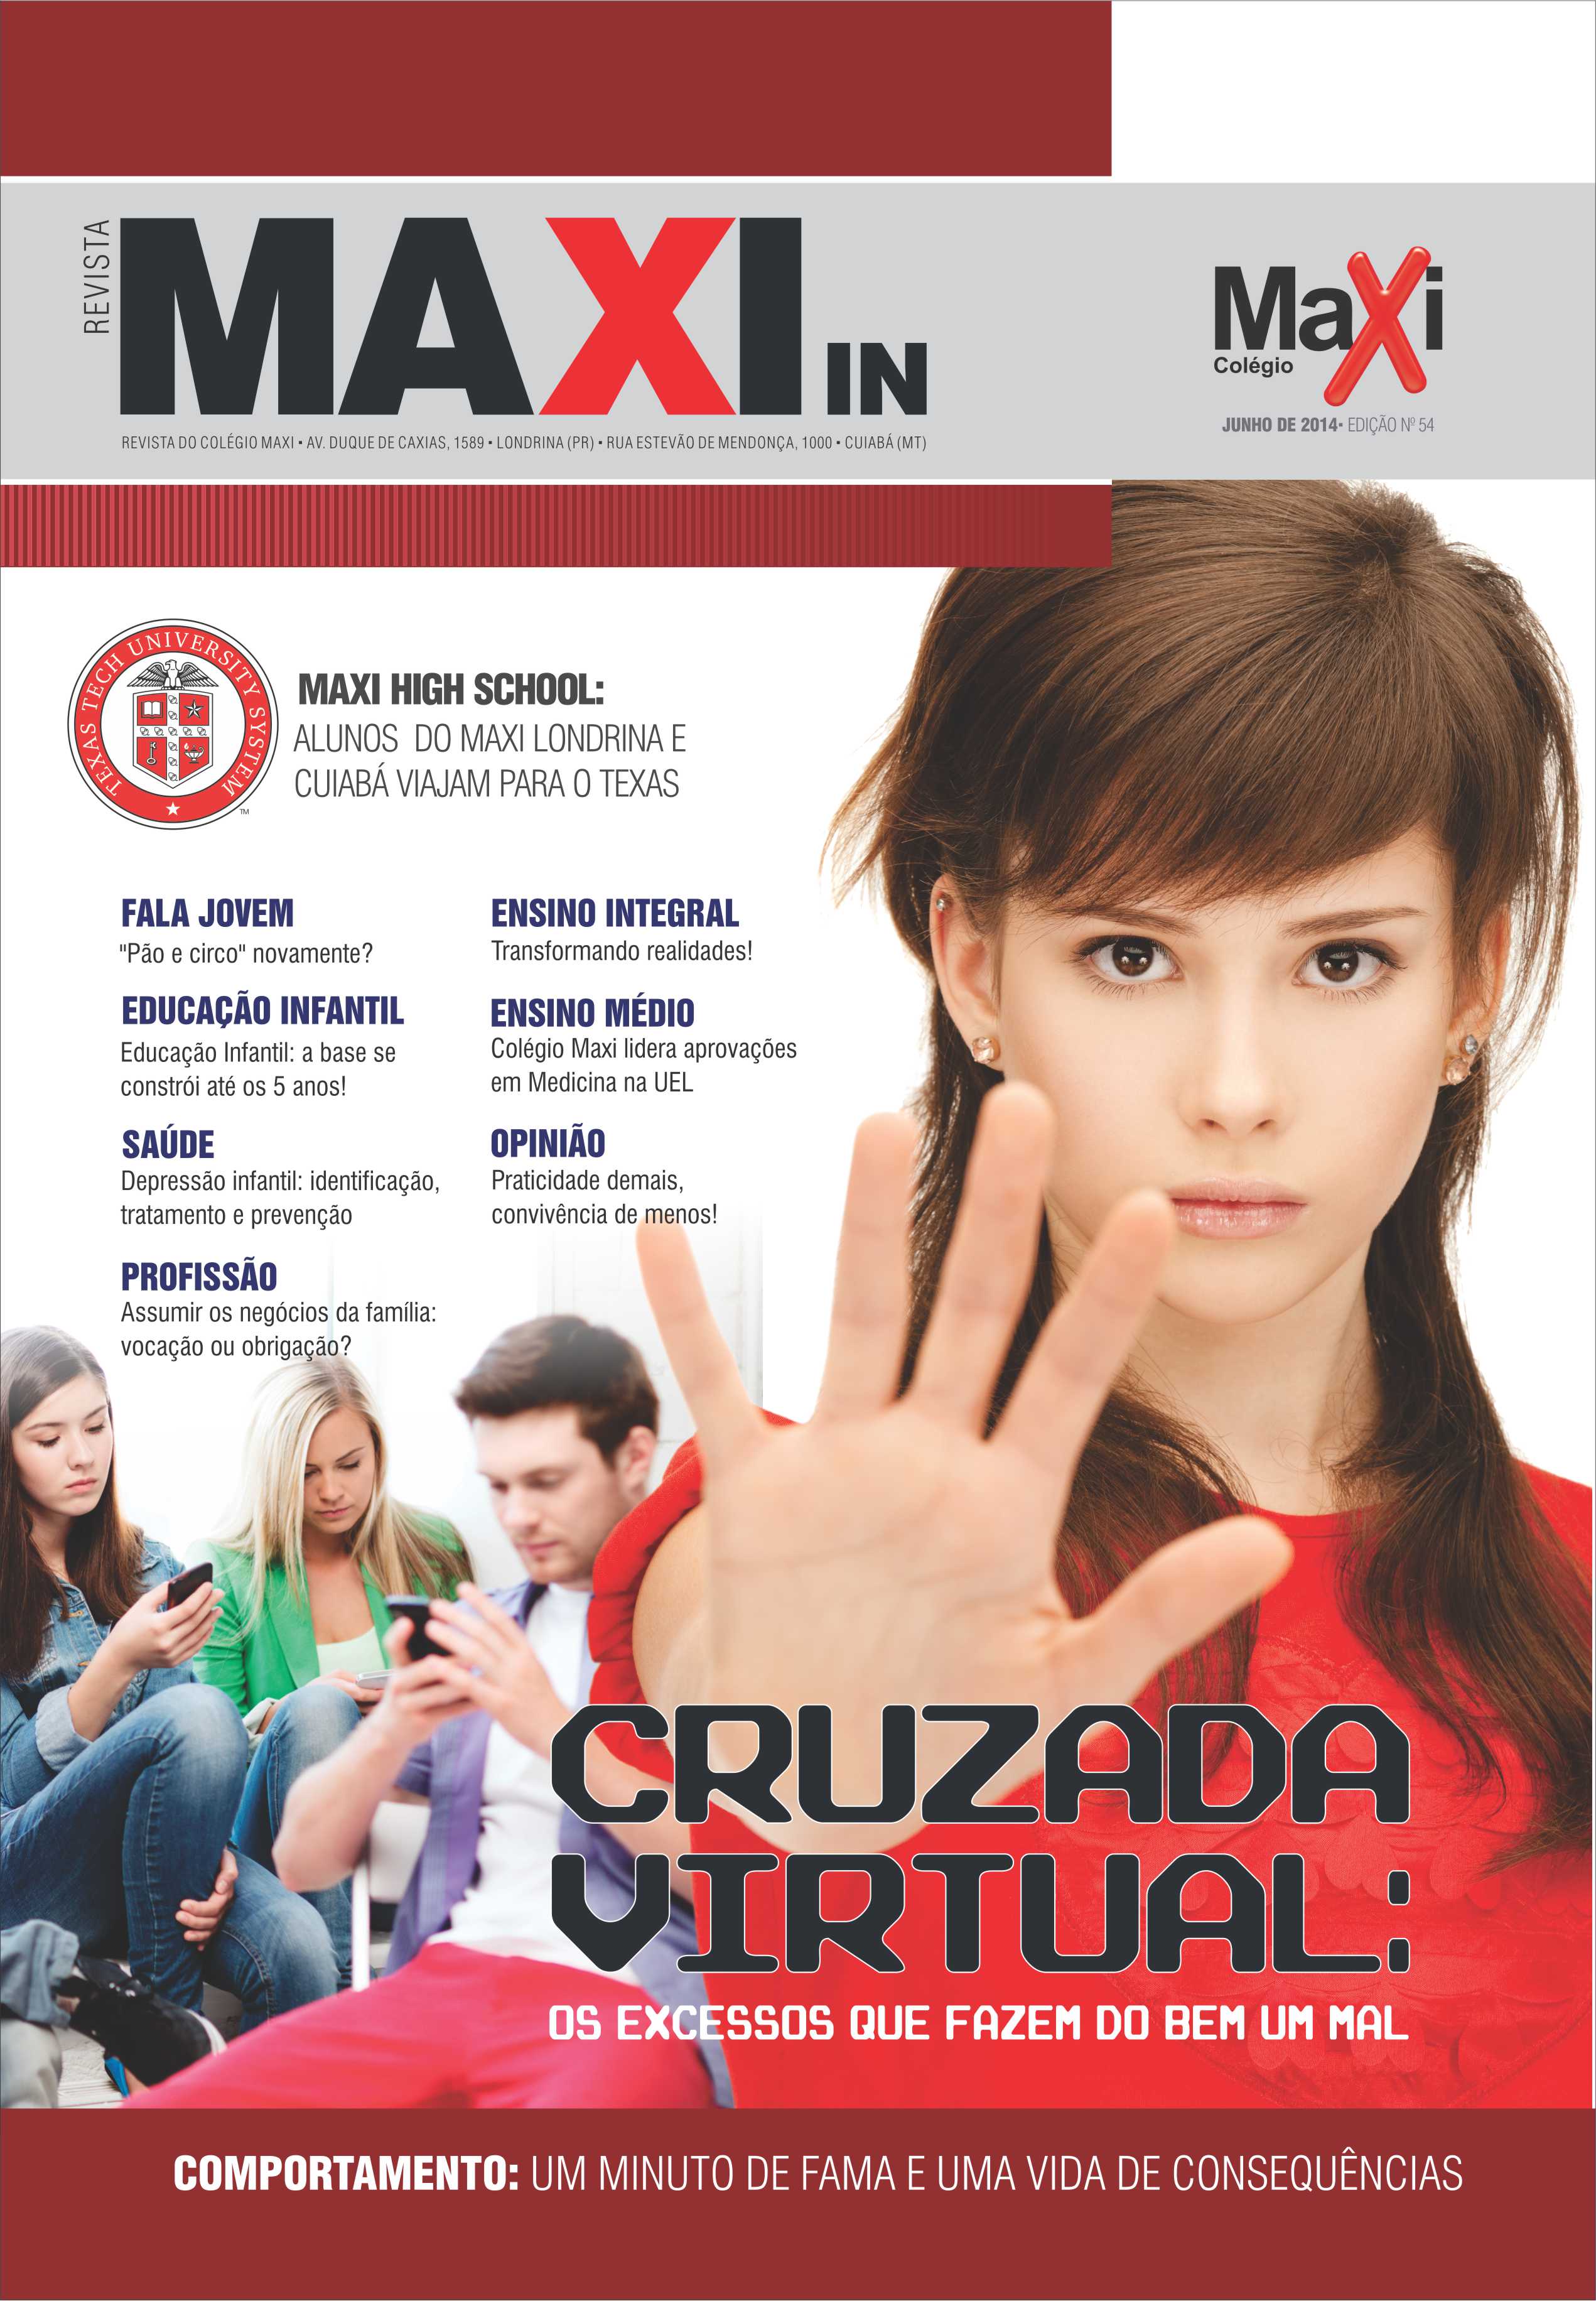 REVISTA
MAXI IN
MaXi
Colégio
JUNHO DE 2014• EDIÇÃO Nº 54
REVISTA DO COLÉGIO MAXI • AV. DUQUE DE CAXIAS, 1589 • LONDRINA (PR) • RUA ESTEVÃO DE MENDONÇA, 1000 • CUIABÁ (MT)
TEXAS TECH UNIVERSITY SYSTEM
TM
MAXI HIGH SCHOOL:
ALUNOS DO MAXI LONDRINA E
CUIABÁ VIAJAM PARA O TEXAS
FALA JOVEM
"Pão e circo" novamente?
EDUCAÇÃO INFANTIL
Educação Infantil: a base se
constrói até os 5 anos!
SAÚDE
Depressão infantil: identificação,
tratamento e prevenção
PROFISSÃO
Assumir os negócios da família:
vocação ou obrigação?
ENSINO INTEGRAL
Transformando realidades!
ENSINO MÉDIO
Colégio Maxi lidera aprovações
em Medicina na UEL
OPINIÃO
Praticidade demais,
convivência de menos!
CRUZADA
VIRTUAL:
OS EXCESSOS QUE FAZEM DO BEM UM MAL
COMPORTAMENTO: UM MINUTO DE FAMA E UMA VIDA DE CONSEQUÊNCIAS